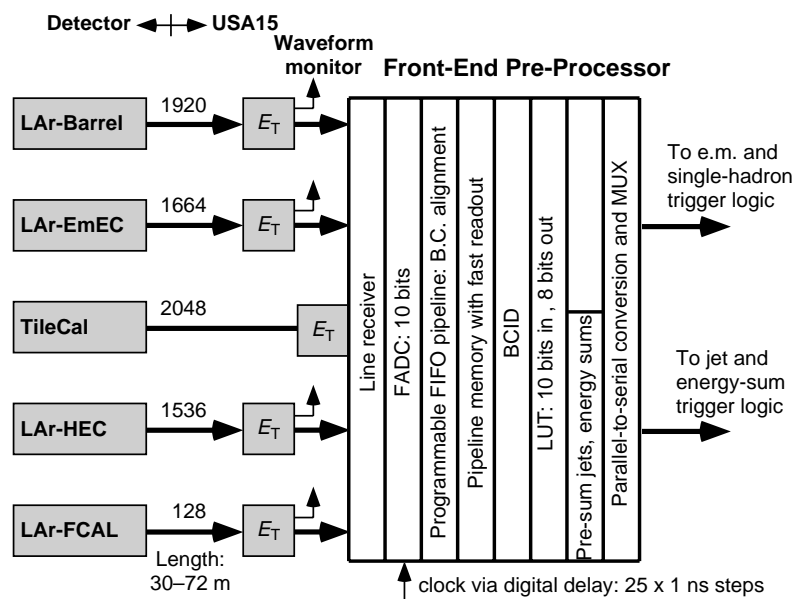 Detector
USA15
Waveform
monitor
Front-End Pre-Processor
LAr-Barrel
1920
E_T
LAr-EmEC
1664
E_T
TileCal
2048
E_T
LAr-HEC
1536
E_T
LAr-FCAL
128
E_T
Length:
30–72 m
Line receiver
FADC: 10 bits
Programmable FIFO pipeline: B.C. alignment
Pipeline memory with fast readout
BCID
LUT: 10 bits in , 8 bits out
Pre-sum jets, energy sums
Parallel-to-serial conversion and MUX
To e.m. and
single-hadron
trigger logic
To jet and
energy-sum
trigger logic
clock via digital delay: 25 x 1 ns steps